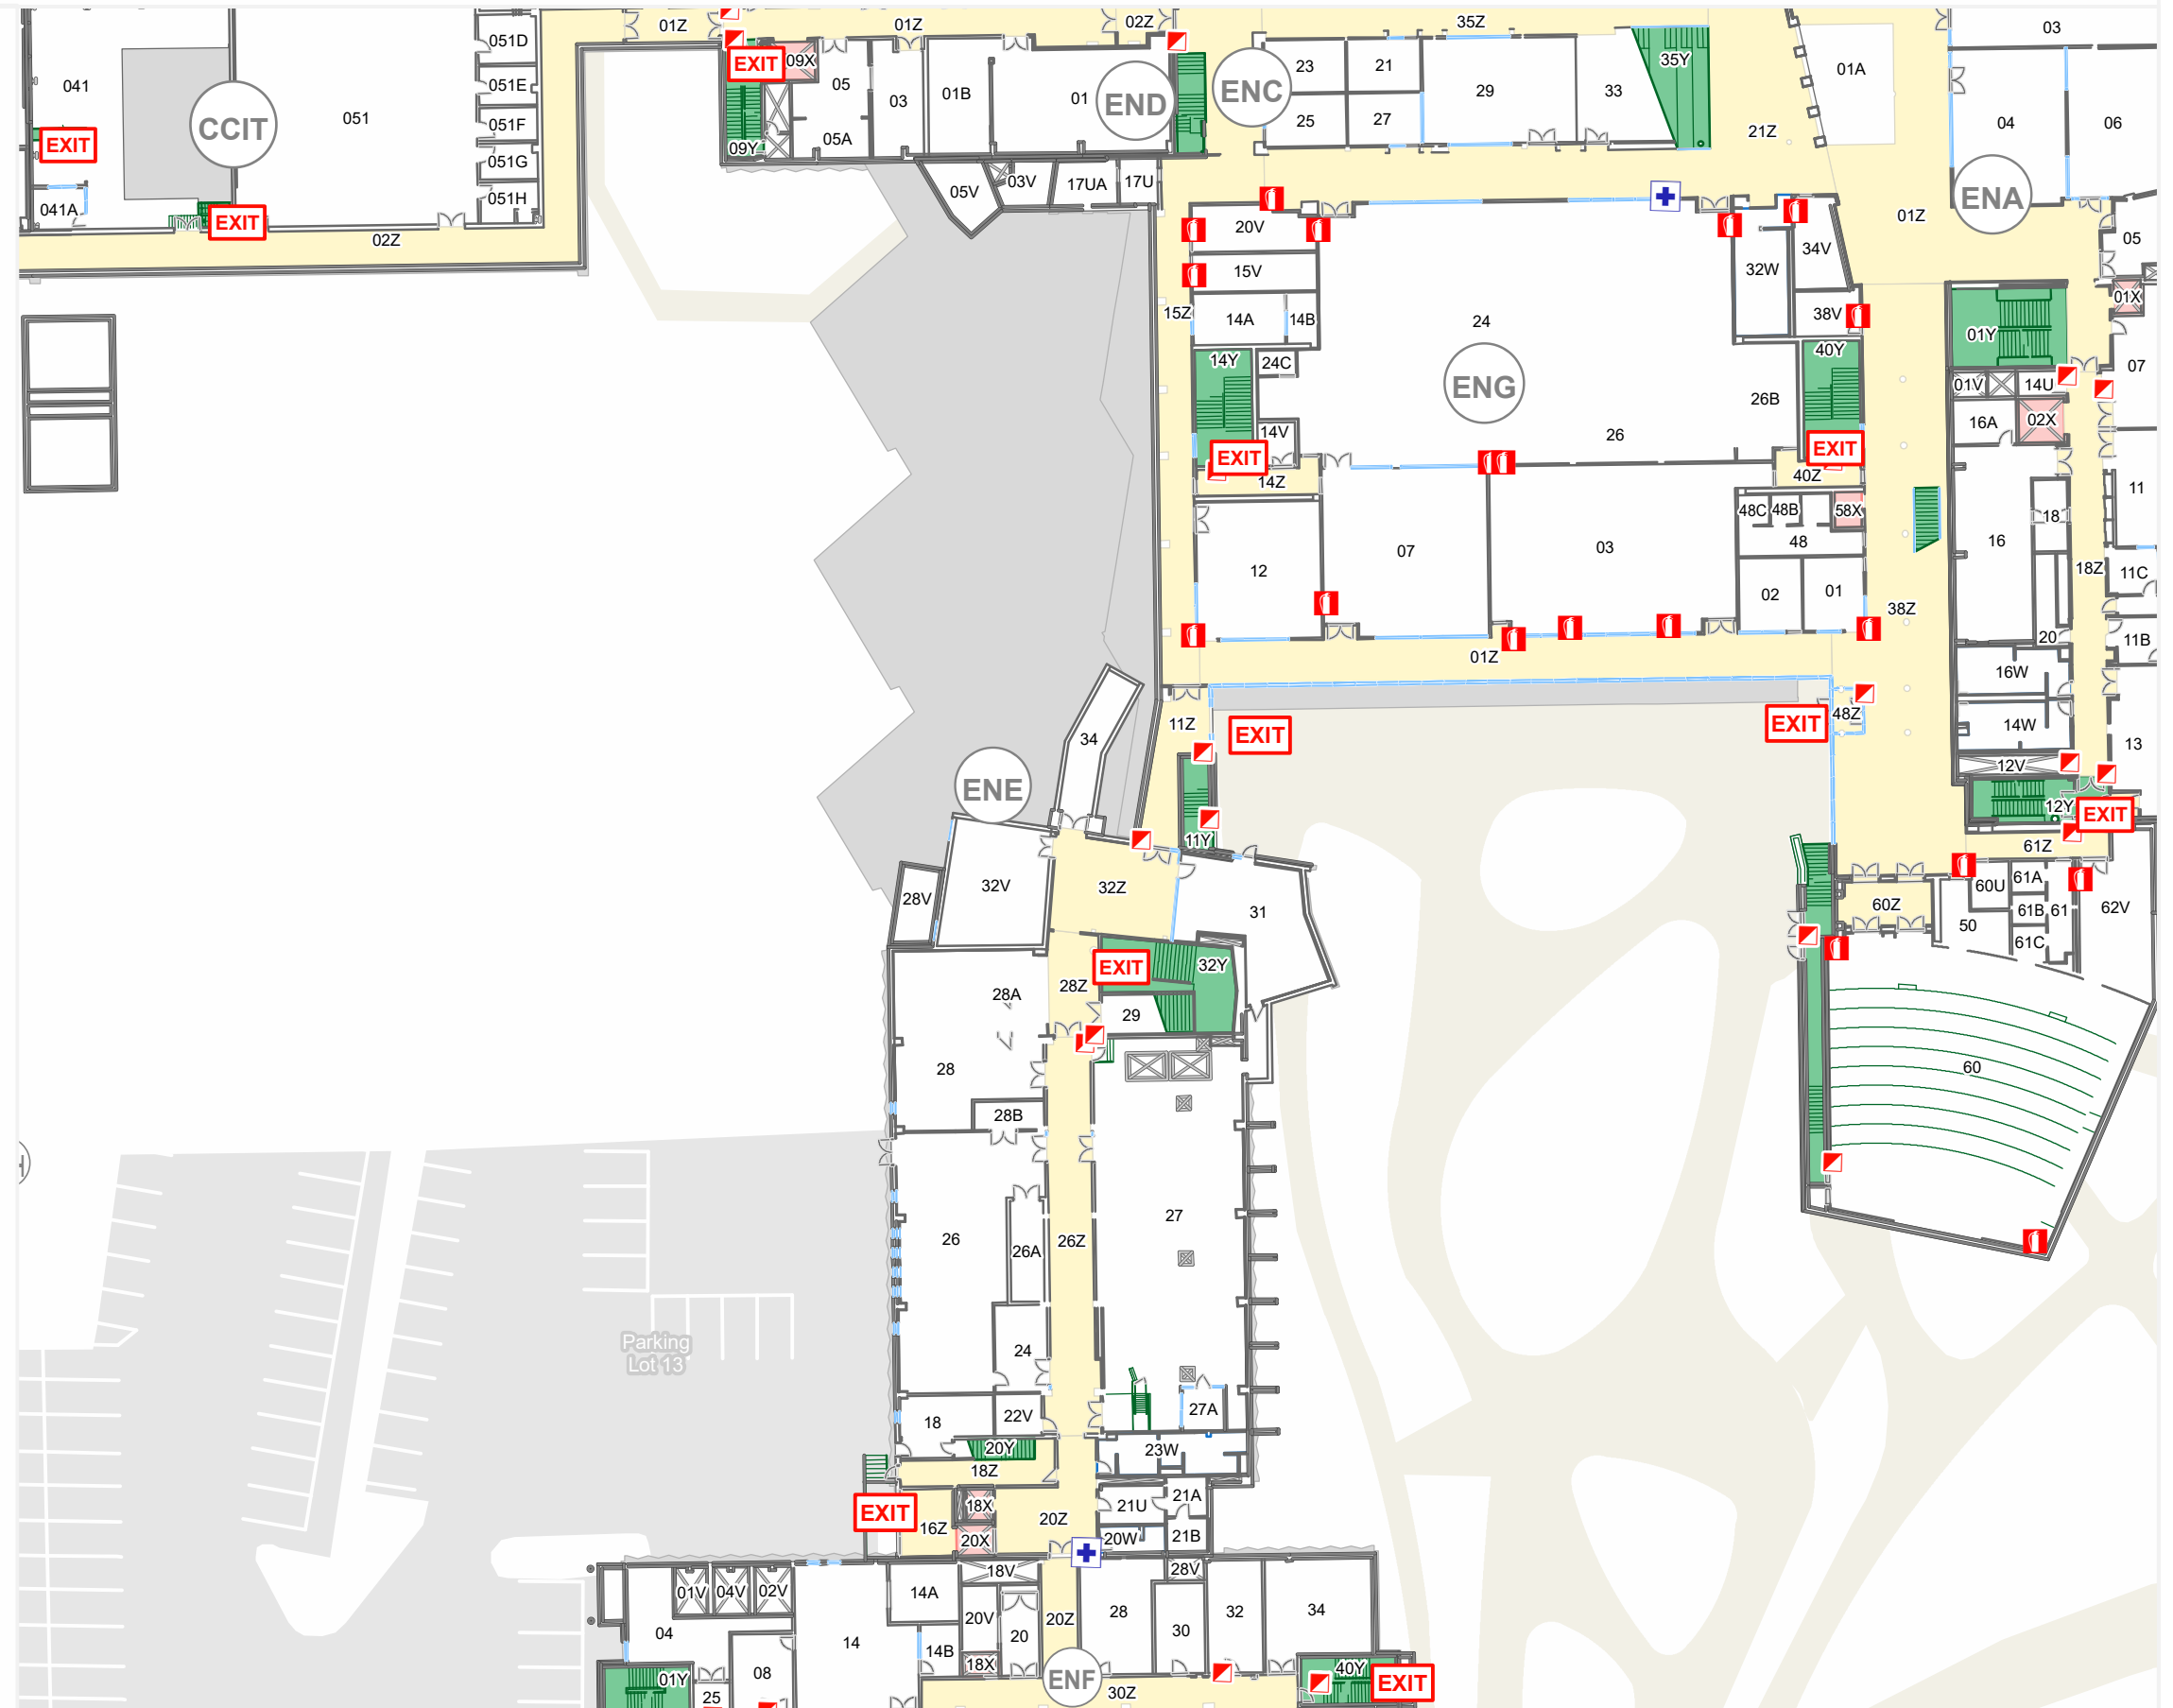 01Z
01Z
02Z
35Z
03
051D
041
051E
CCIT
051
051F
EXIT
051G
051H
041A
EXIT
02Z
EXIT
09X
05
03
01B
01
END
05A
09Y
05V
03V
17UA
17U
ENC
23
21
25
27
29
33
35Y
21Z
01A
04
06
ENA
01Z
05
20V
15V
14A
14B
15Z
24
32W
34V
38V
01X
01Y
07
14Y
24C
ENG
26B
40Y
01V
14U
16A
02X
14V
EXIT
14Z
26
EXIT
40Z
48C
48B
58X
48
11
16
18
12
07
03
02
01
18Z
11C
38Z
20
11B
01Z
16W
11Z
EXIT
EXIT
48Z
14W
13
34
12V
ENE
12Y
EXIT
11Y
61Z
28V
32V
32Z
31
60U
61A
60Z
50
61B
61
61C
62V
EXIT
32Y
28Z
28A
29
28
60
28B
27
26
26A
26Z
Parking
Lot 13
24
27A
18
22V
20Y
23W
18Z
EXIT
18X
16Z
20X
20Z
21U
21A
20W
21B
18V
28V
01V
04V
02V
14A
20V
20
20Z
28
30
32
34
04
14
14B
18X
08
01Y
25
ENF
30Z
40Y
EXIT